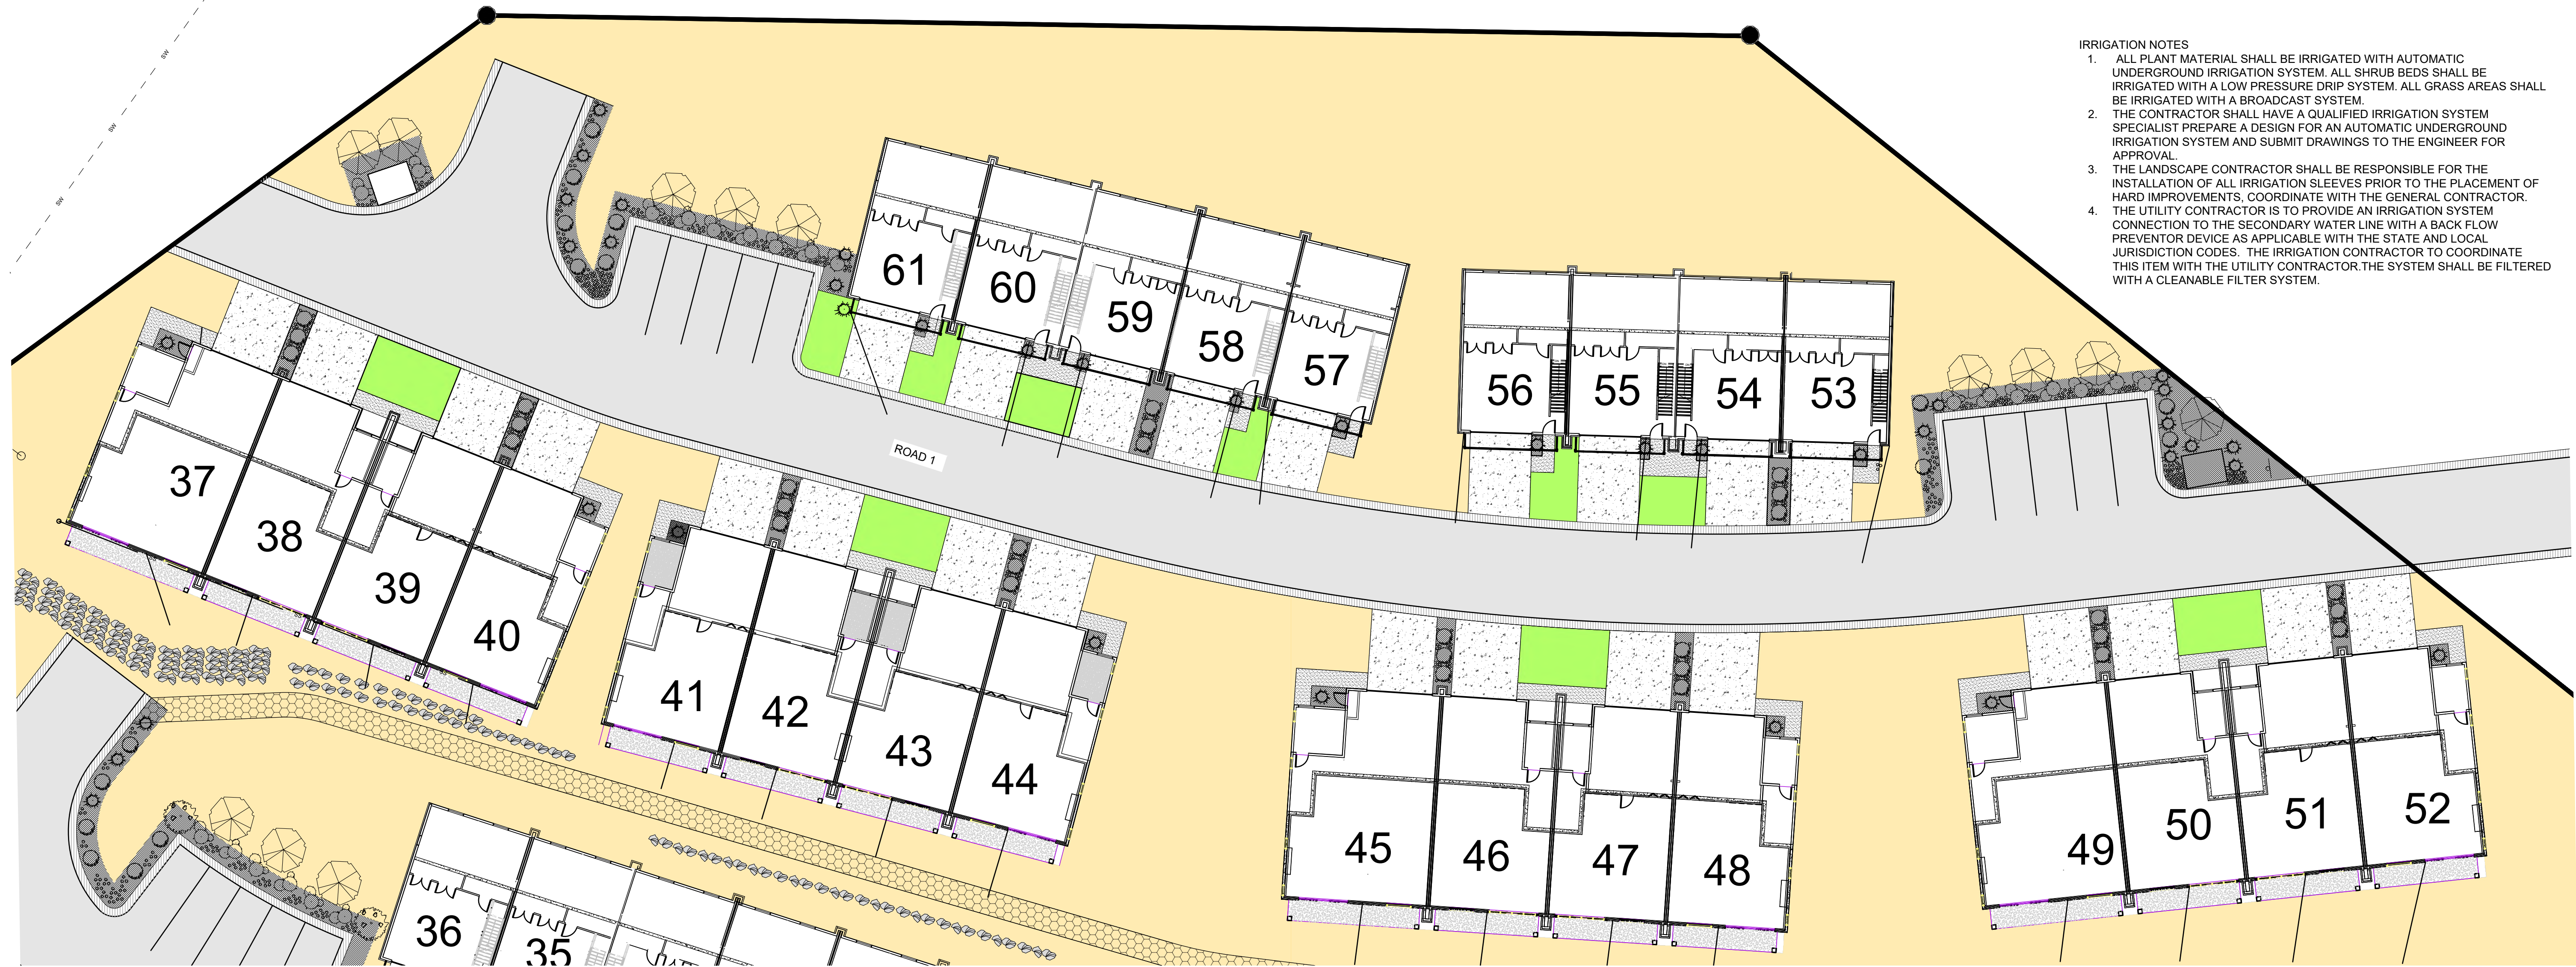 IRRIGATION NOTES
1. ALL PLANT MATERIAL SHALL BE IRRIGATED WITH AUTOMATIC
UNDERGROUND IRRIGATION SYSTEM. ALL SHRUB BEDS SHALL BE
IRRIGATED WITH A LOW PRESSURE DRIP SYSTEM. ALL GRASS AREAS SHALL
BE IRRIGATED WITH A BROADCAST SYSTEM.
2. THE CONTRACTOR SHALL HAVE A QUALIFIED IRRIGATION SYSTEM
SPECIALIST PREPARE A DESIGN FOR AN AUTOMATIC UNDERGROUND
IRRIGATION SYSTEM AND SUBMIT DRAWINGS TO THE ENGINEER FOR
APPROVAL.
3. THE LANDSCAPE CONTRACTOR SHALL BE RESPONSIBLE FOR THE
INSTALLATION OF ALL IRRIGATION SLEEVES PRIOR TO THE PLACEMENT OF
HARD IMPROVEMENTS, COORDINATE WITH THE GENERAL CONTRACTOR.
4. THE UTILITY CONTRACTOR IS TO PROVIDE AN IRRIGATION SYSTEM
CONNECTION TO THE SECONDARY WATER LINE WITH A BACK FLOW
PREVENTOR DEVICE AS APPLICABLE WITH THE STATE AND LOCAL
JURISDICTION CODES. THE IRRIGATION CONTRACTOR TO COORDINATE
THIS ITEM WITH THE UTILITY CONTRACTOR.THE SYSTEM SHALL BE FILTERED
WITH A CLEANABLE FILTER SYSTEM.
SW
SW
SW
61
60
59
58
57
56
55
54
53
ROAD 1
37
38
39
40
41
42
43
44
45
46
47
48
49
50
51
52
36
35